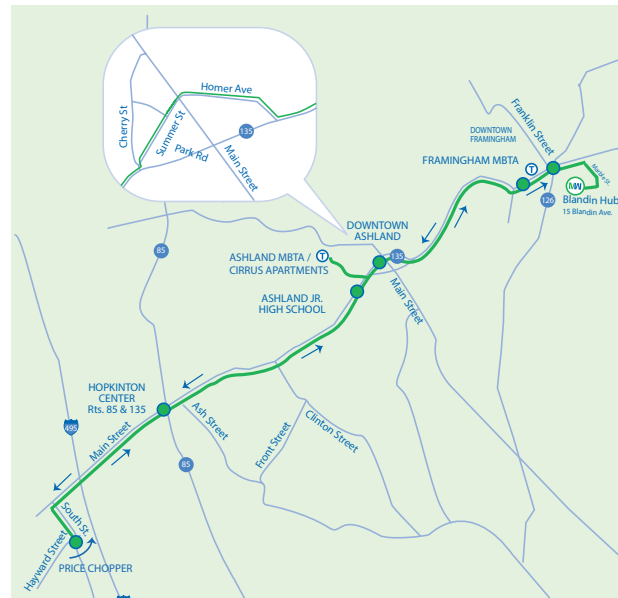 Homer Ave
Cherry St
Summer St
Park Rd
135
Main Street
Franklin Street
DOWNTOWN
FRAMINGHAM
FRAMINGHAM MBTA
T
Marble St.
MW
Blandin Hub
15 Blandin Ave.
126
DOWNTOWN
ASHLAND
135
85
ASHLAND MBTA /
CIRRUS APARTMENTS
T
Main Street
ASHLAND JR.
HIGH SCHOOL
HOPKINTON
CENTER
Rts. 85 & 135
Ash Street
Front Street
Clinton Street
495
Main Street
85
South St.
Hayward Street
PRICE CHOPPER